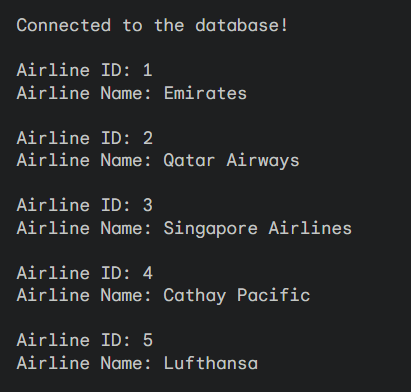 Connected to the database!
Airline ID: 1
Airline Name: Emirates
Airline ID: 2
Airline Name: Qatar Airways
Airline ID: 3
Airline Name: Singapore Airlines
Airline ID: 4
Airline Name: Cathay Pacific
Airline ID: 5
Airline Name: Lufthansa